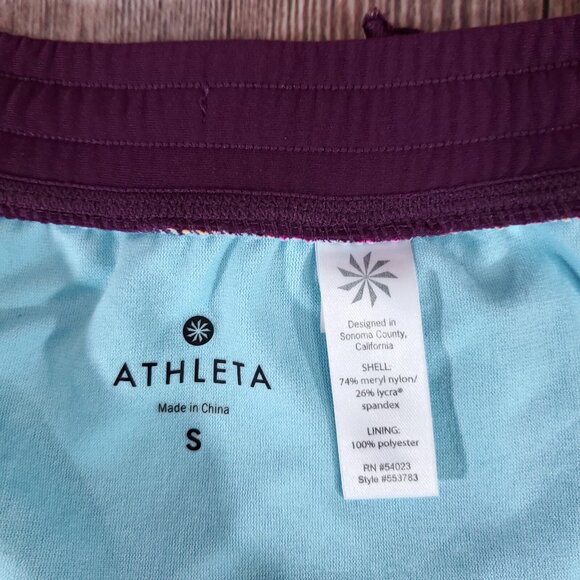 ATHLETA
Made in China
S
Designed in
Sonoma County,
California
SHELL:
74% meryl nylon/
26% lycra®
spandex
LINING:
100% polyester
RN #54023
Style #553783